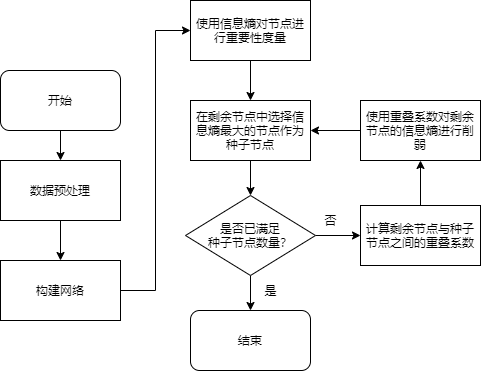 开始
数据预处理
构建网络
使用信息熵对节点进
行重要性度量
在剩余节点中选择信
息熵最大的节点作为
种子节点
是否已满足
种子节点数量?
是
结束
否
计算剩余节点与种子
节点之间的重叠系数
使用重叠系数对剩余
节点的信息熵进行削
弱